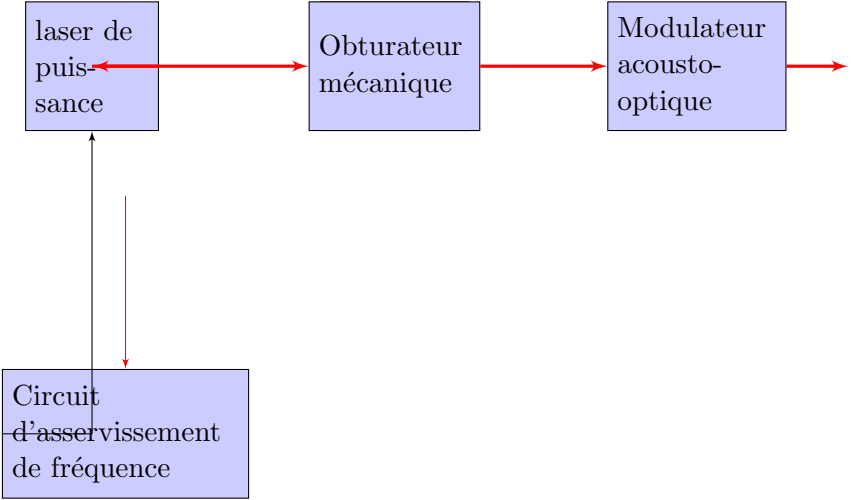 laser de
puis-
sance
Obturateur
mécanique
Modulateur
acousto-
optique
Circuit
d'asservissement
de fréquence